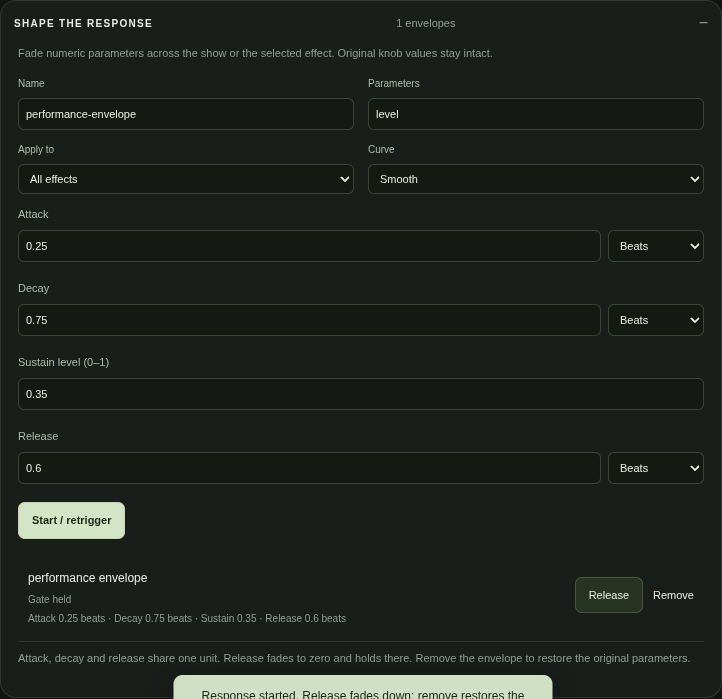 SHAPE THE RESPONSE
1 envelopes
–
Fade numeric parameters across the show or the selected effect. Original knob values stay intact.
Name
Parameters
performance-envelope
level
Apply to
Curve
All effects
Smooth
Attack
0.25
Beats
Decay
0.75
Beats
Sustain level (0–1)
0.35
Release
0.6
Beats
Start / retrigger
performance envelope
Gate held
Attack 0.25 beats · Decay 0.75 beats · Sustain 0.35 · Release 0.6 beats
Release
Remove
Attack, decay and release share one unit. Release fades to zero and holds there. Remove the envelope to restore the original parameters.
Response started. Release fades down; remove restores the